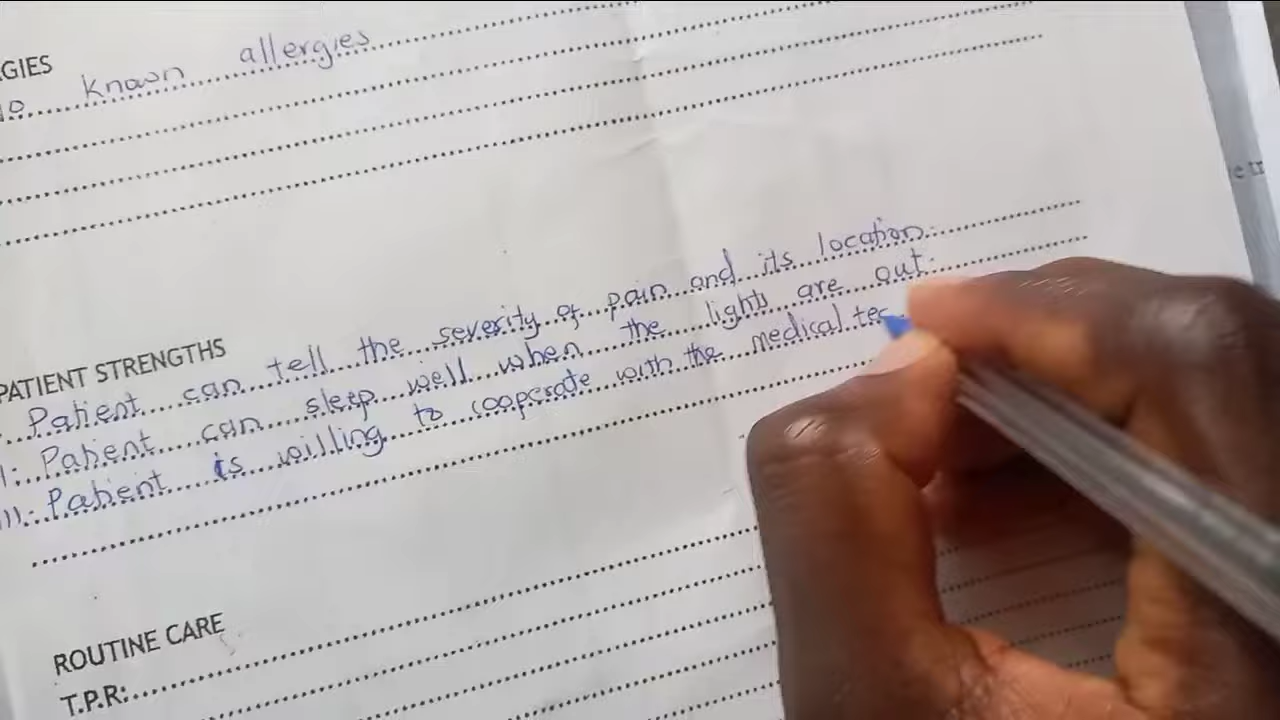 GIES
No known allergies
PATIENT STRENGTHS
Patient can tell the severity of pain and its location.
II. Patient can sleep well when the lights are out.
III. Patient is willing to cooperate with the medical tec
ROUTINE CARE
T.P.R: